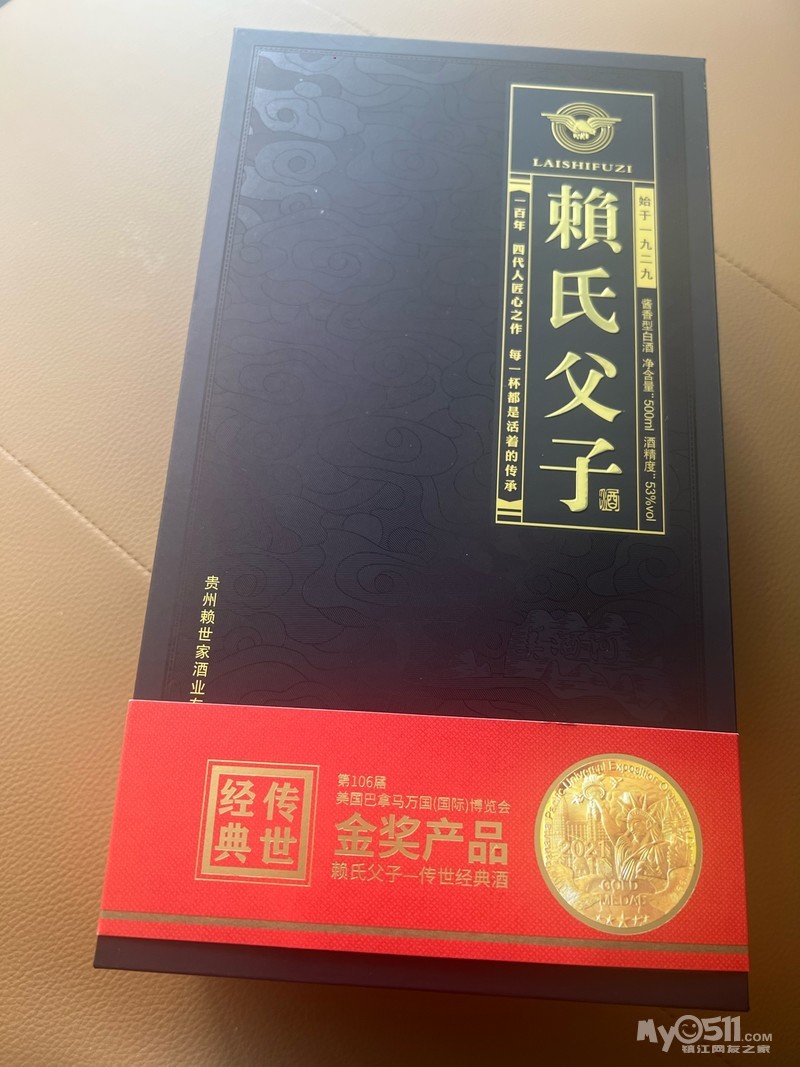 LAISHIFUZI
始于一九二九
酱香型白酒 净含量:500ml 酒精度:53%vol
賴氏父子
酒
一百年 四代人匠心之作 每一杯都是活着的传承
贵州赖世家酒业
传世
经典
第106届
美国巴拿马万国(国际)博览会
金奖产品
赖氏父子—传世经典酒
Pacific Universal Exposition
2021
GOLD
MEDAL
My0511.COM
镇江网友之家